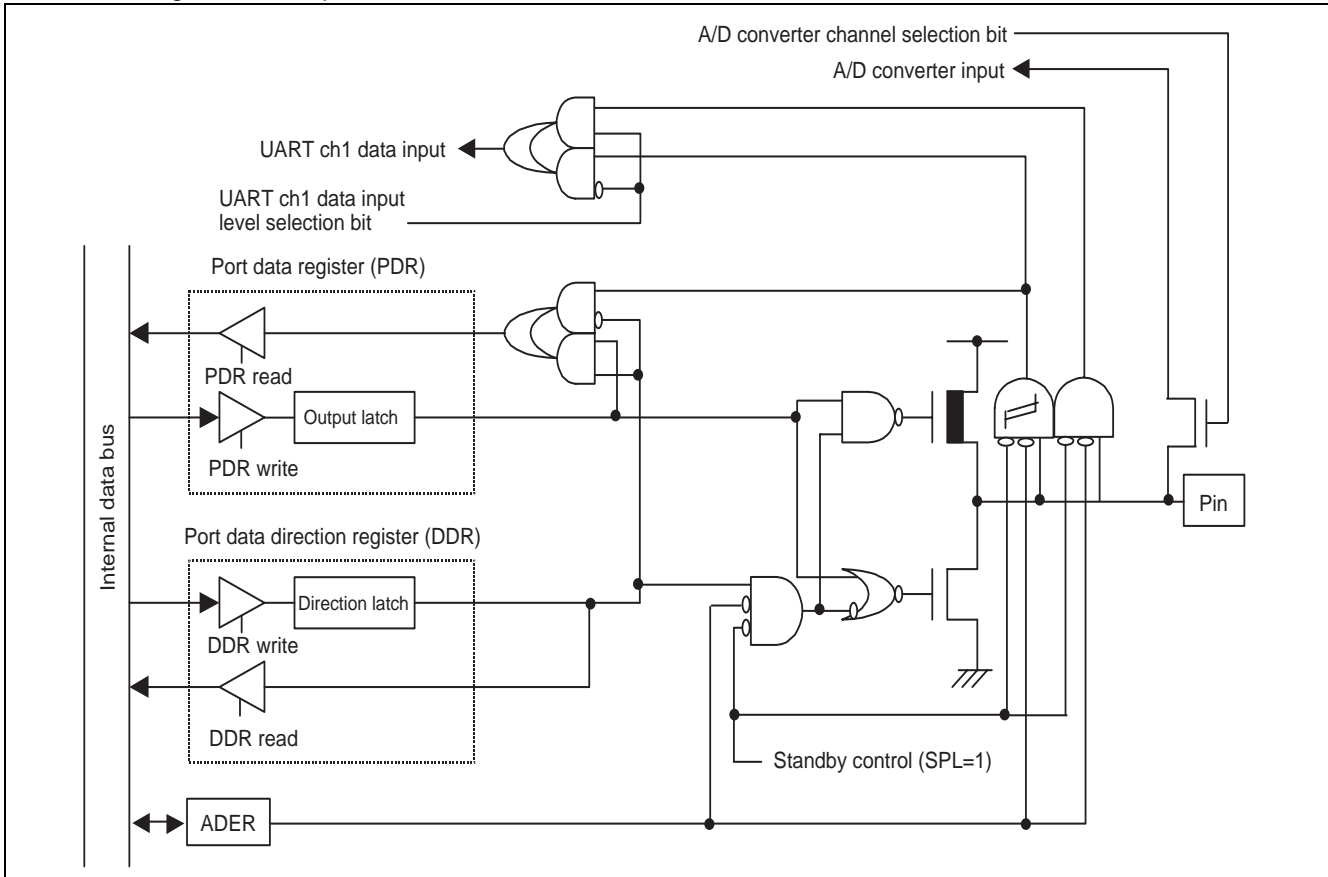 A/D converter channel selection bit
A/D converter input
UART ch1 data input
UART ch1 data input
level selection bit
Port data register (PDR)
PDR read
Output latch
PDR write
Internal data bus
Pin
Port data direction register (DDR)
Direction latch
DDR write
DDR read
Standby control (SPL=1)
ADER